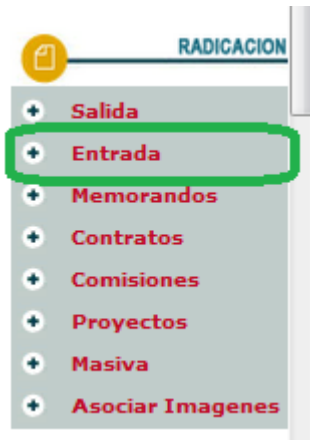 RADICACION
Salida
Entrada
Memorandos
Contratos
Comisiones
Proyectos
Masiva
Asociar Imagenes